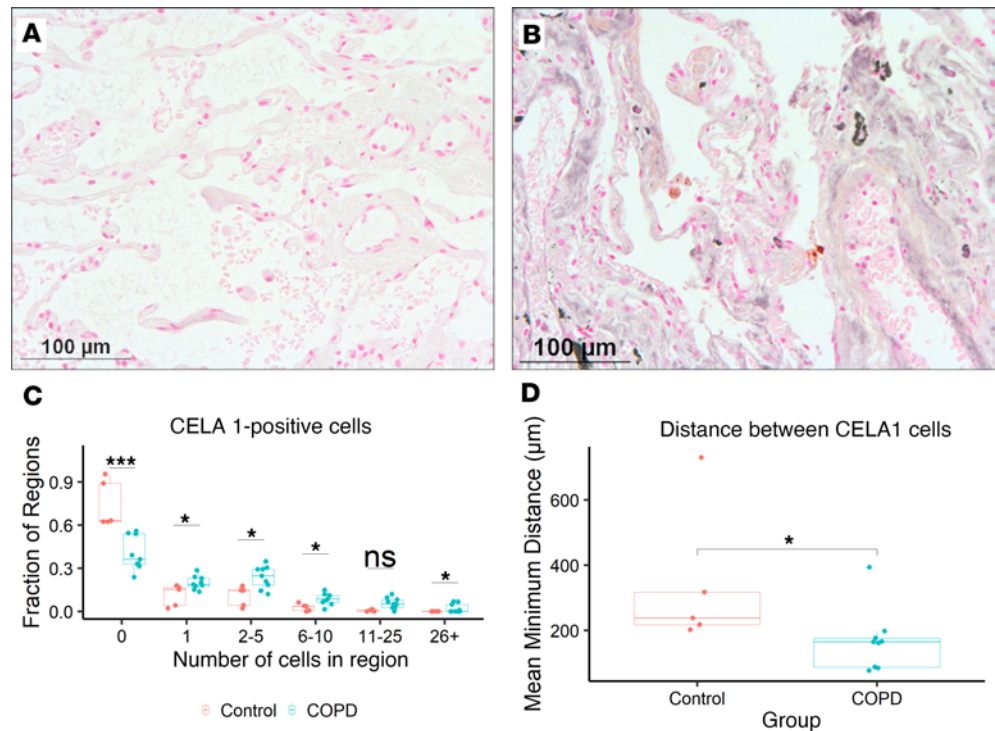 A
B
100 µm
100 µm
C
CELA 1-positive cells
Fraction of Regions
0.9
0.6
0.3
0.0
***
*
*
*
ns
*
0
1
2-5
6-10
11-25
26+
Number of cells in region
Control
COPD
D
Distance between CELA1 cells
Mean Minimum Distance (µm)
600
400
200
*
Control
COPD
Group